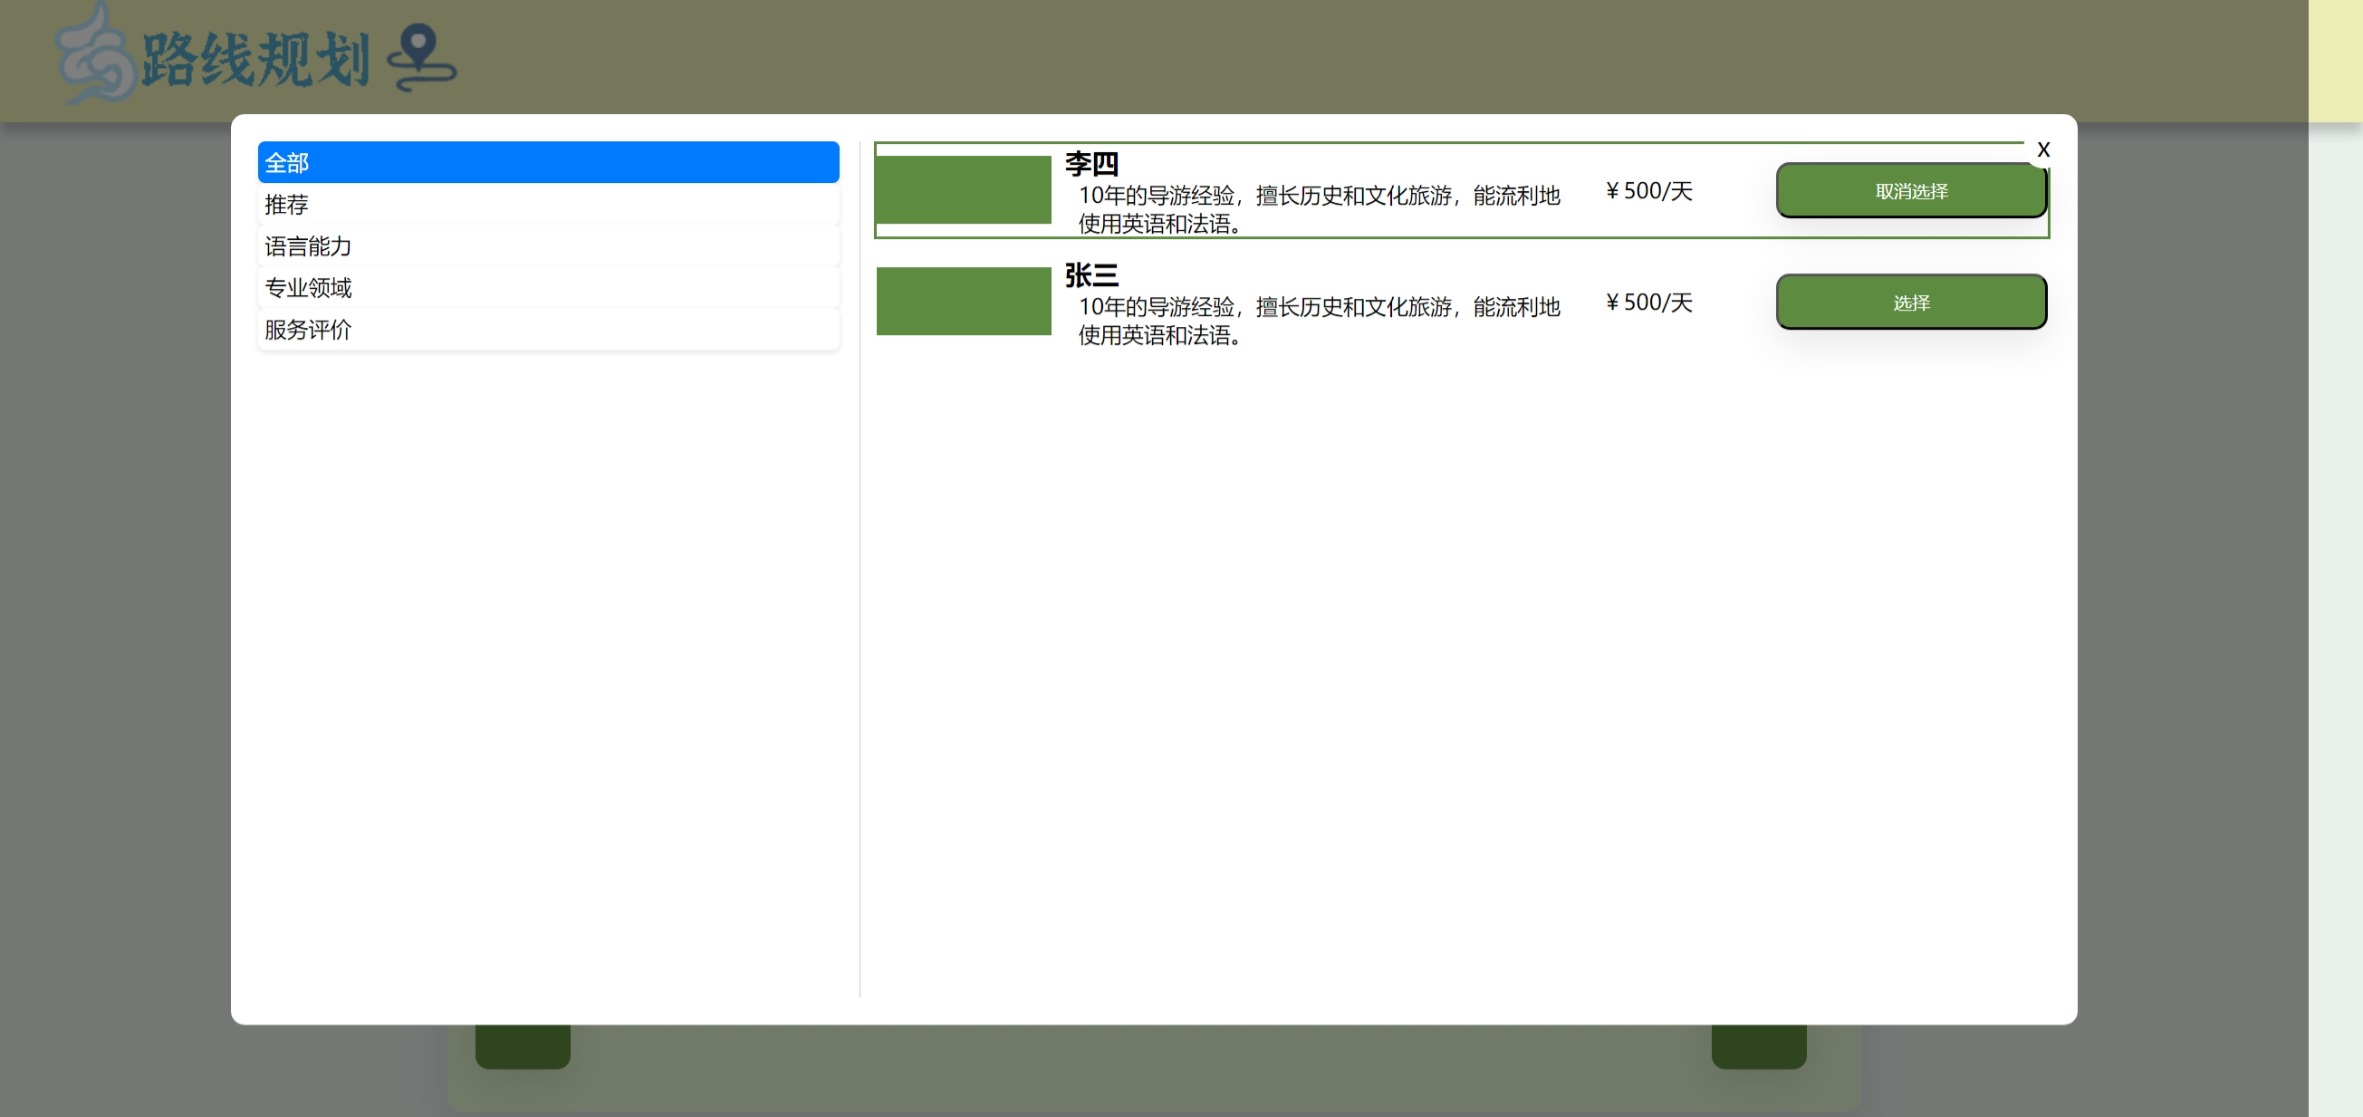 路线规划
全部
推荐
语言能力
专业领域
服务评价
X
李四
10年的导游经验，擅长历史和文化旅游，能流利地
使用英语和法语。
￥500/天
取消选择
张三
10年的导游经验，擅长历史和文化旅游，能流利地
使用英语和法语。
￥500/天
选择